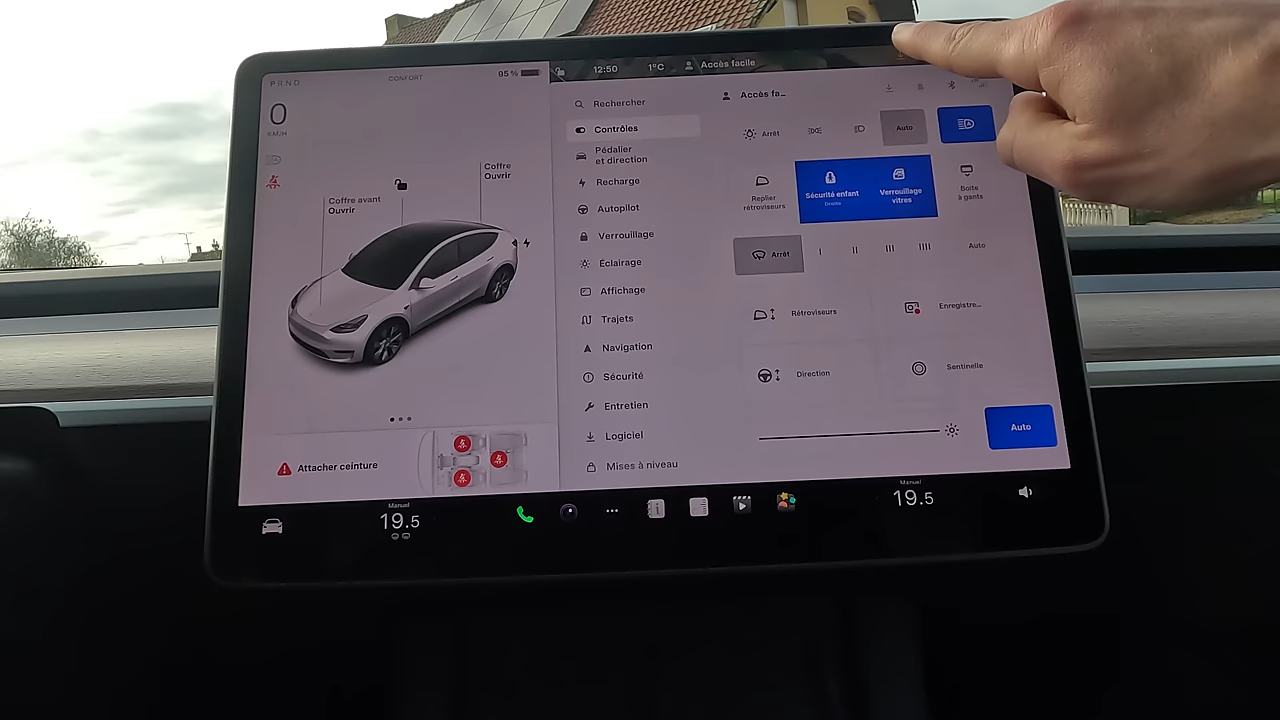 PRND
CONFORT
95 %
0
KM/H
Coffre
Ouvrir
Coffre avant
Ouvrir
Attacher ceinture
12:50
1°C
Accès facile
Rechercher
Contrôles
Pédalier
et direction
Recharge
Autopilot
Verrouillage
Éclairage
Affichage
Trajets
Navigation
Sécurité
Entretien
Logiciel
Mises à niveau
Accès fa...
Arrêt
Auto
Replier
rétroviseurs
Sécurité enfant
Droite
Verrouillage
vitres
Boîte
à gants
Arrêt
I
II
III
IIII
Auto
Rétroviseurs
Enregistre...
Direction
Sentinelle
Auto
Manuel
19.5
Manuel
19.5